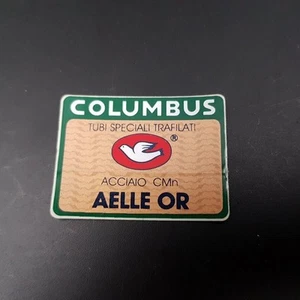 COLUMBUS
TUBI SPECIALI TRAFILATI
®
ACCIAIO CMn
AELLE OR